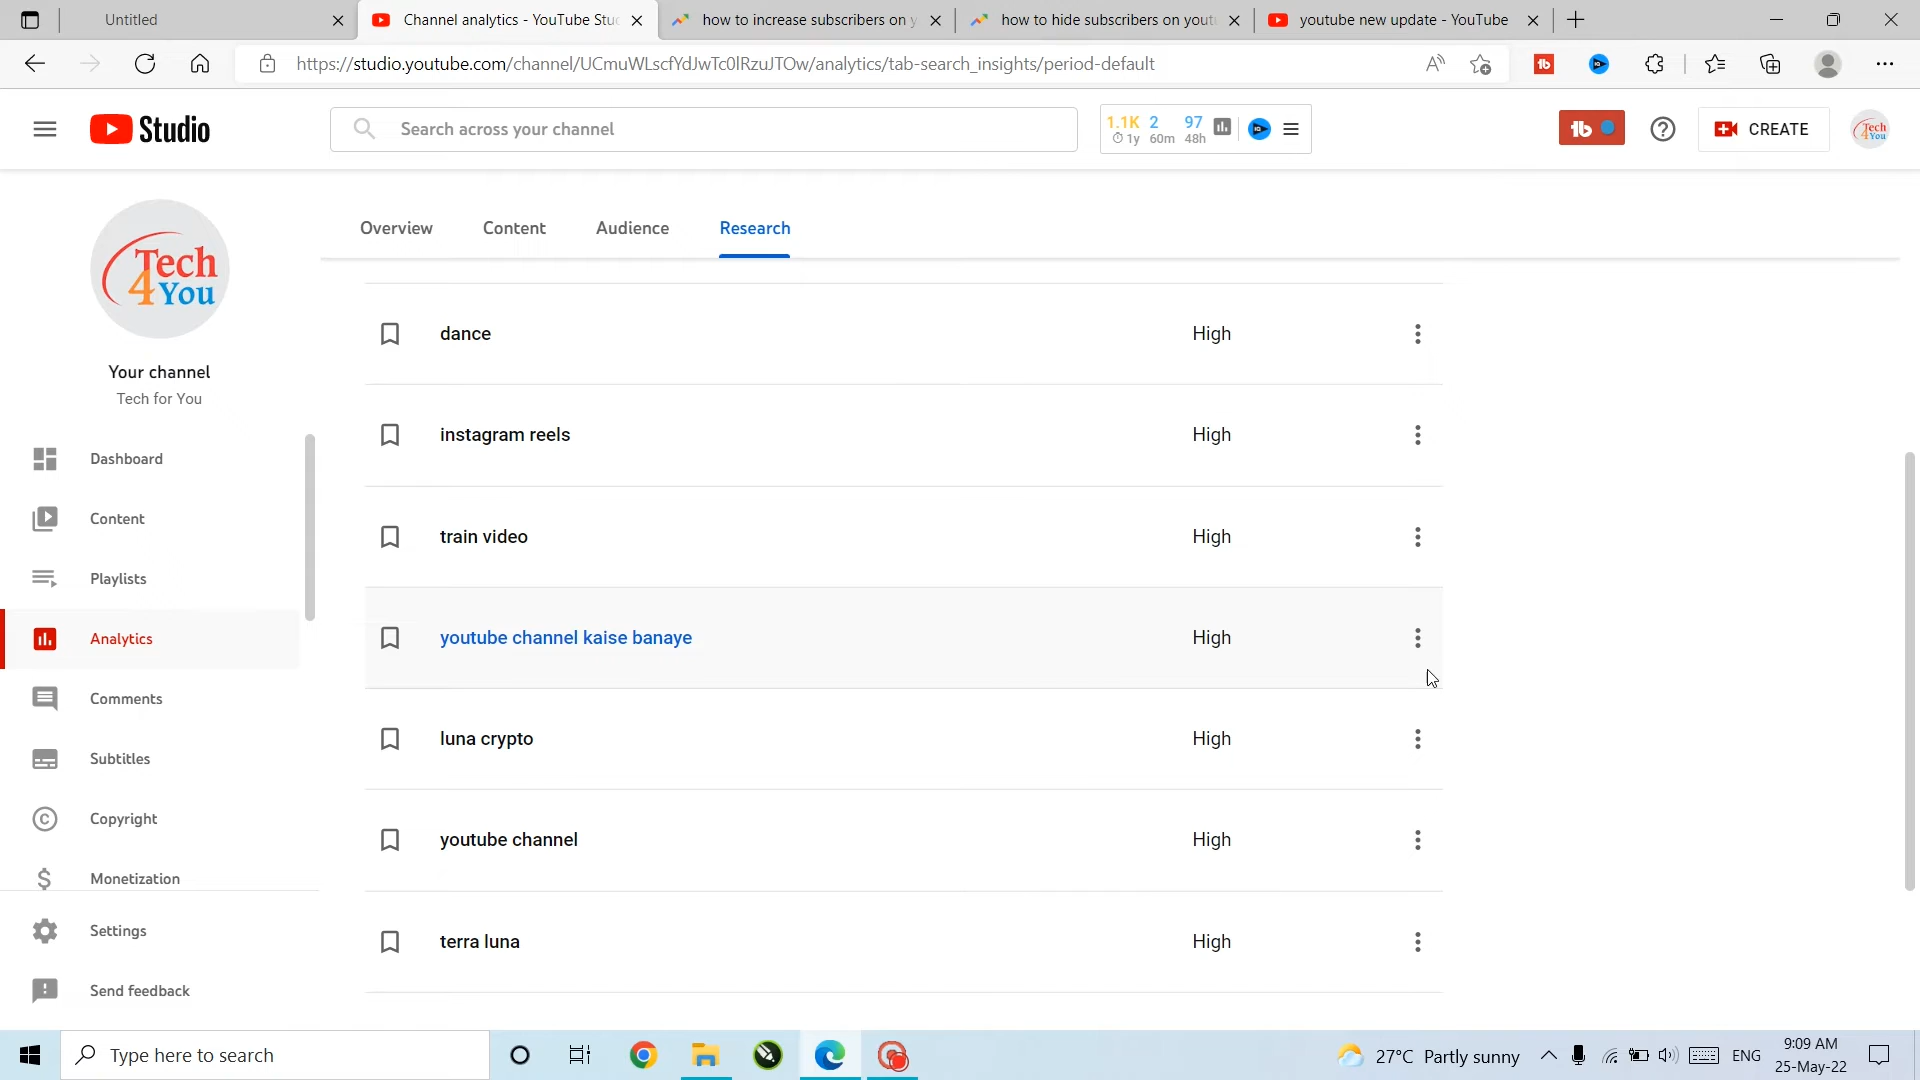 Untitled
Channel analytics - YouTube Stu
how to increase subscribers on y
how to hide subscribers on youtu
youtube new update - YouTube
https://studio.youtube.com/channel/UCmuWLscfYdJwTc0lRzuJTOw/analytics/tab-search_insights/period-default
Studio
Search across your channel
1.1K 2 97
1y 60m 48h
CREATE
Tech
4You
Tech
4 You
Your channel
Tech for You
Overview Content Audience Research
dance High
instagram reels High
train video High
youtube channel kaise banaye High
luna crypto High
youtube channel High
terra luna High
Dashboard
Content
Playlists
Analytics
Comments
Subtitles
Copyright
Monetization
Settings
Send feedback
Type here to search
27°C Partly sunny
ENG
9:09 AM
25-May-22